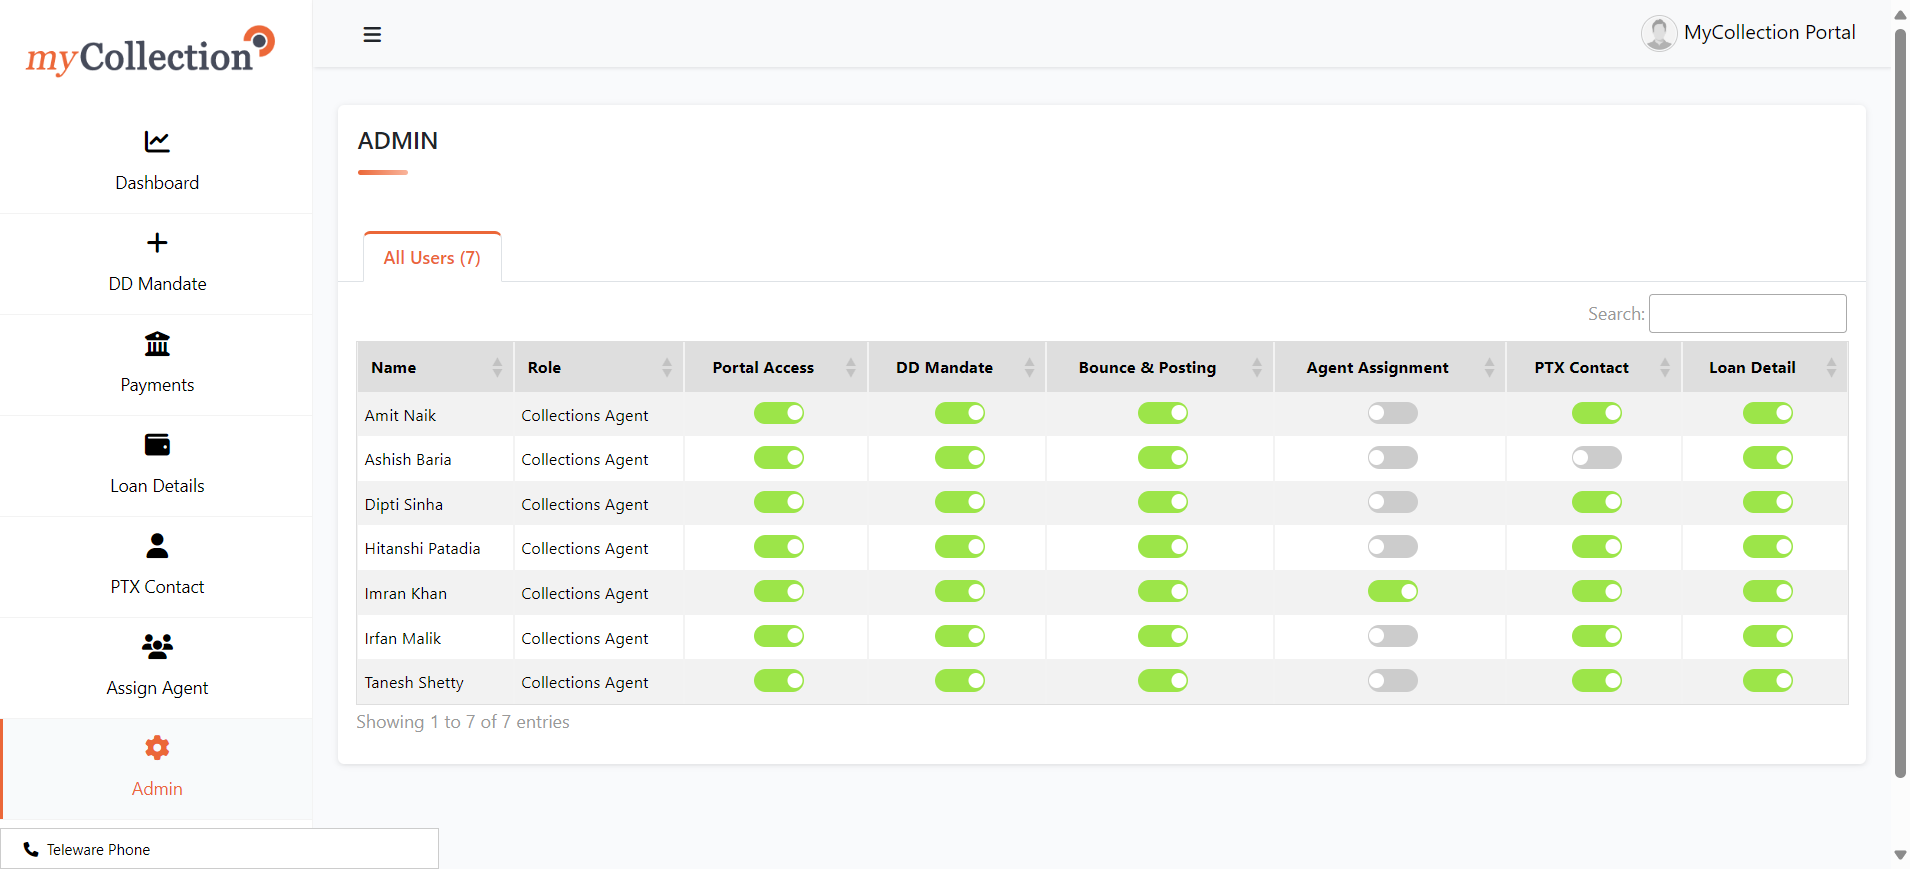 myCollection
MyCollection Portal
Dashboard
DD Mandate
Payments
Loan Details
PTX Contact
Assign Agent
Admin
Teleware Phone
ADMIN
All Users (7)
Search:
Name Role Portal Access DD Mandate Bounce & Posting Agent Assignment PTX Contact Loan Detail
Amit Naik Collections Agent
Ashish Baria Collections Agent
Dipti Sinha Collections Agent
Hitanshi Patadia Collections Agent
Imran Khan Collections Agent
Irfan Malik Collections Agent
Tanesh Shetty Collections Agent
Showing 1 to 7 of 7 entries